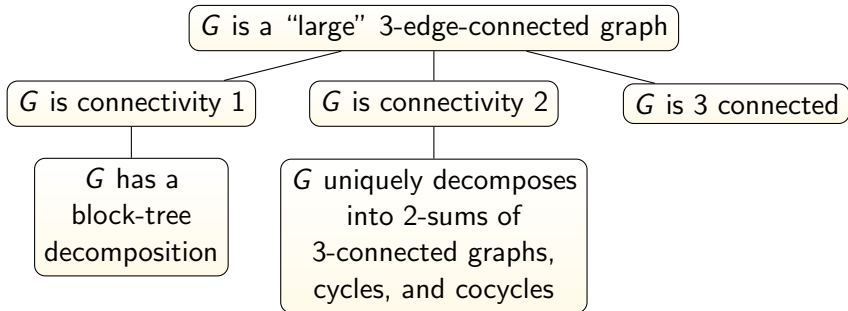 G is a “large” 3-edge-connected graph
G is connectivity 1
G is connectivity 2
G is 3 connected
G has a
block-tree
decomposition
G uniquely decomposes
into 2-sums of
3-connected graphs,
cycles, and cocycles